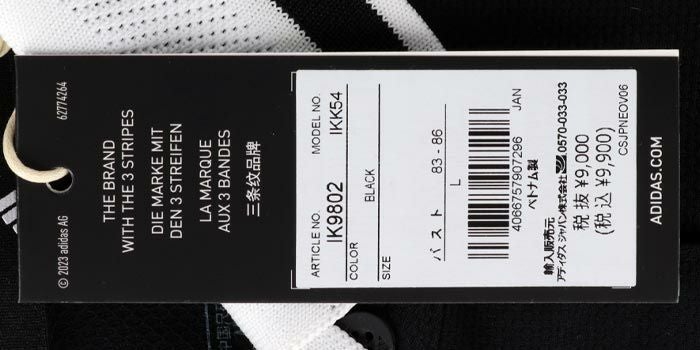 62774264
THE BRAND
WITH THE 3 STRIPES
DIE MARKE MIT
DEN 3 STREIFEN
LA MARQUE
AUX 3 BANDES
三条纹品牌
© 2023 adidas AG
ARTICLE NO.
IK9802
MODEL NO.
IKK54
COLOR
BLACK
SIZE
バスト 83 - 86
L
4066757907296
JAN
ベトナム製
輸入販売元
アディダス ジャパン株式会社 0570-033-033
税 抜 ¥9,000
(税 込 ¥9,900)
CSJPNEOV06
ADIDAS.COM